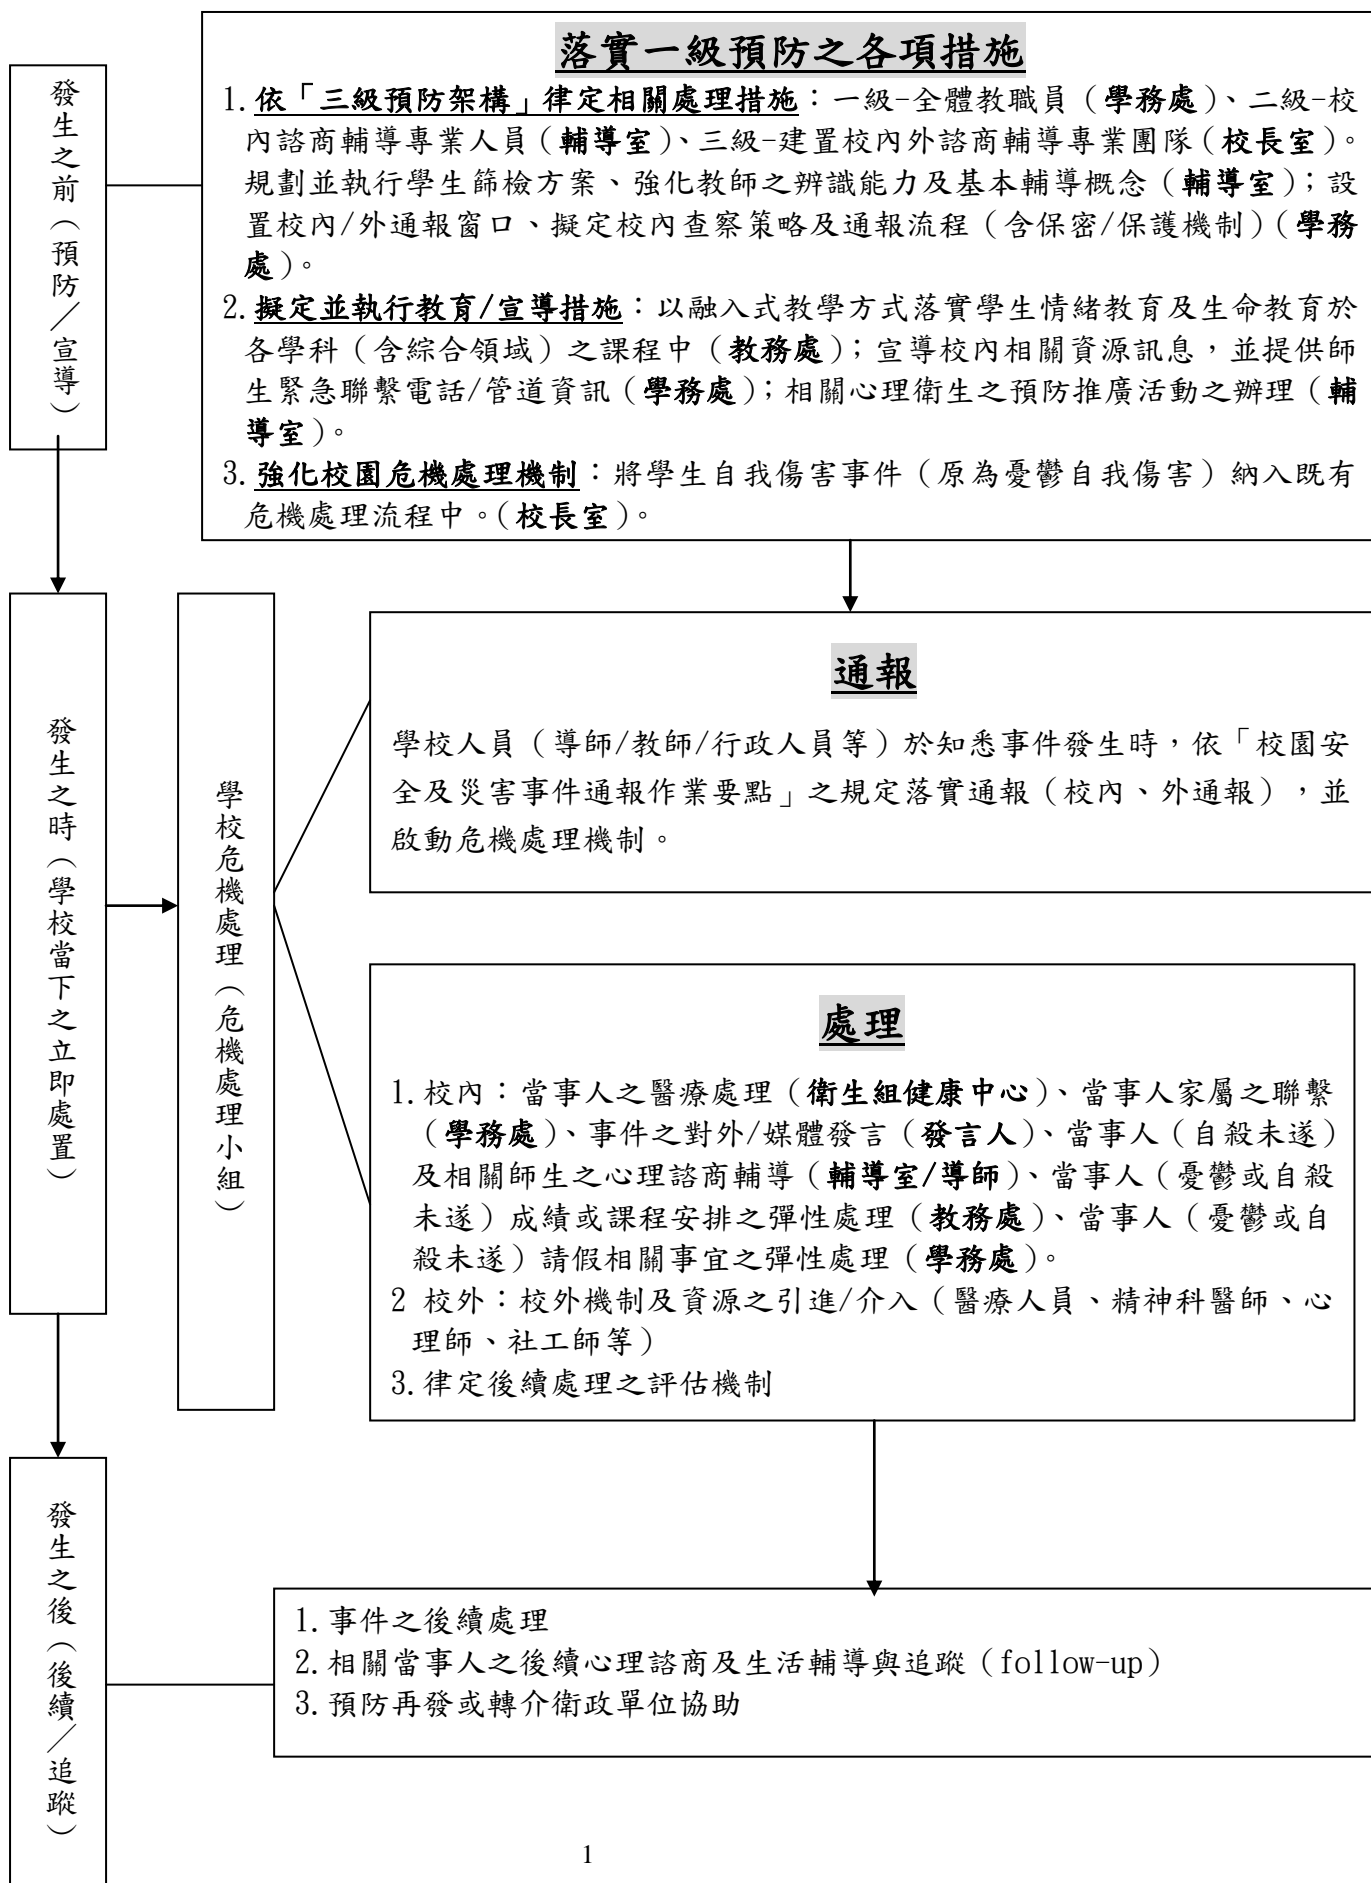 落實一級預防之各項措施
1.依「三級預防架構」律定相關處理措施：一級-全體教職員（學務處）、二級-校
內諮商輔導專業人員（輔導室）、三級-建置校內外諮商輔導專業團隊（校長室）。
規劃並執行學生篩檢方案、強化教師之辨識能力及基本輔導概念（輔導室）；設
置校內/外通報窗口、擬定校內查察策略及通報流程（含保密/保護機制）（學務
處）。
2.擬定並執行教育/宣導措施：以融入式教學方式落實學生情緒教育及生命教育於
各學科（含綜合領域）之課程中（教務處）；宣導校內相關資源訊息，並提供師
生緊急聯繫電話/管道資訊（學務處）；相關心理衛生之預防推廣活動之辦理（輔
導室）。
3.強化校園危機處理機制：將學生自我傷害事件（原為憂鬱自我傷害）納入既有
危機處理流程中。（校長室）。
發生之前（預防／宣導）
發生之時（學校當下之立即處置）
學校危機處理（危機處理小組）
通報
學校人員（導師/教師/行政人員等）於知悉事件發生時，依「校園安
全及災害事件通報作業要點」之規定落實通報（校內、外通報），並
啟動危機處理機制。
處理
1.校內：當事人之醫療處理（衛生組健康中心）、當事人家屬之聯繫
（學務處）、事件之對外/媒體發言（發言人）、當事人（自殺未遂）
及相關師生之心理諮商輔導（輔導室/導師）、當事人（憂鬱或自殺
未遂）成績或課程安排之彈性處理（教務處）、當事人（憂鬱或自
殺未遂）請假相關事宜之彈性處理（學務處）。
2 校外：校外機制及資源之引進/介入（醫療人員、精神科醫師、心
理師、社工師等）
3.律定後續處理之評估機制
發生之後（後續／追蹤）
1.事件之後續處理
2.相關當事人之後續心理諮商及生活輔導與追蹤（follow-up）
3.預防再發或轉介衛政單位協助
1